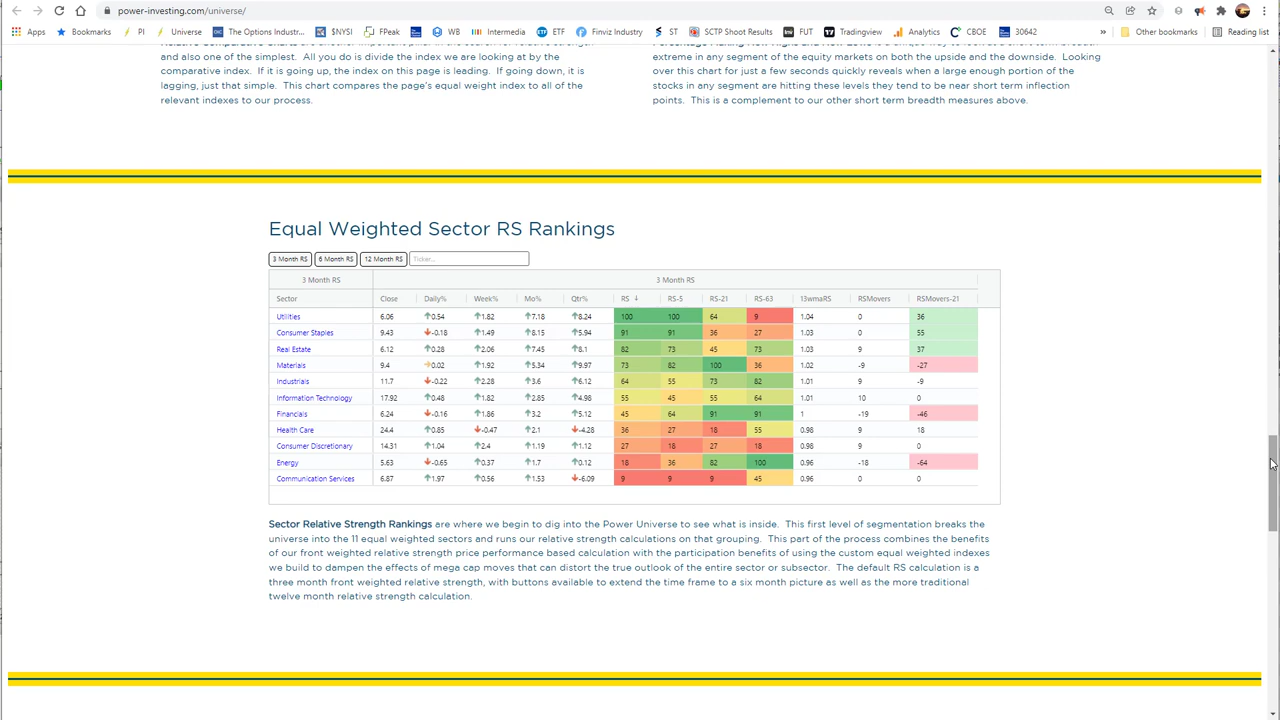 power-investing.com/universe/
Apps Bookmarks PI Universe The Options Industr... $NYSI FPeak WB Intermedia ETF Finviz Industry ST SCTP Shoot Results FUT Tradingview Analytics CBOE 30642 » Other bookmarks Reading list
and also one of the simplest. All you do is divide the index we are looking at by the
comparative index. If it is going up, the index on this page is leading. If going down, it is
lagging, just that simple. This chart compares the page's equal weight index to all of the
relevant indexes to our process.
extreme in any segment of the equity markets on both the upside and the downside. Looking
over this chart for just a few seconds quickly reveals when a large enough portion of the
stocks in any segment are hitting these levels they tend to be near short term inflection
points. This is a complement to our other short term breadth measures above.
Equal Weighted Sector RS Rankings
3 Month RS 6 Month RS 12 Month RS Ticker...
3 Month RS 3 Month RS
Sector Close Daily% Week% Mo% Qtr% RS ↓ RS-5 RS-21 RS-63 13wmaRS RSMovers RSMovers-21
Utilities 6.06 ↑0.54 ↑1.82 ↑7.18 ↑8.24 100 100 64 9 1.04 0 36
Consumer Staples 9.43 ↓-0.18 ↑1.49 ↑8.15 ↑5.94 91 91 36 27 1.03 0 55
Real Estate 6.12 ↑0.28 ↑2.06 ↑7.45 ↑8.1 82 73 45 73 1.03 9 37
Materials 9.4 →0.02 ↑1.92 ↑5.34 ↑9.97 73 82 100 36 1.02 -9 -27
Industrials 11.7 ↓-0.22 ↑2.28 ↑3.6 ↑6.12 64 55 73 82 1.01 9 -9
Information Technology 17.92 ↑0.48 ↑1.82 ↑2.85 ↑4.98 55 45 55 64 1.01 10 0
Financials 6.24 ↓-0.16 ↑1.86 ↑3.2 ↑5.12 45 64 91 91 1 -19 -46
Health Care 24.4 ↑0.85 ↓-0.47 ↑2.1 ↓-4.28 36 27 18 55 0.98 9 18
Consumer Discretionary 14.31 ↑1.04 ↑2.4 ↑1.19 ↑1.12 27 18 27 18 0.98 9 0
Energy 5.63 ↓-0.65 ↑0.37 ↑1.7 ↑0.12 18 36 82 100 0.96 -18 -64
Communication Services 6.87 ↑1.97 ↑0.56 ↑1.53 ↓-6.09 9 9 9 45 0.96 0 0
Sector Relative Strength Rankings are where we begin to dig into the Power Universe to see what is inside. This first level of segmentation breaks the
universe into the 11 equal weighted sectors and runs our relative strength calculations on that grouping. This part of the process combines the benefits
of our front weighted relative strength price performance based calculation with the participation benefits of using the custom equal weighted indexes
we build to dampen the effects of mega cap moves that can distort the true outlook of the entire sector or subsector. The default RS calculation is a
three month front weighted relative strength, with buttons available to extend the time frame to a six month picture as well as the more traditional
twelve month relative strength calculation.